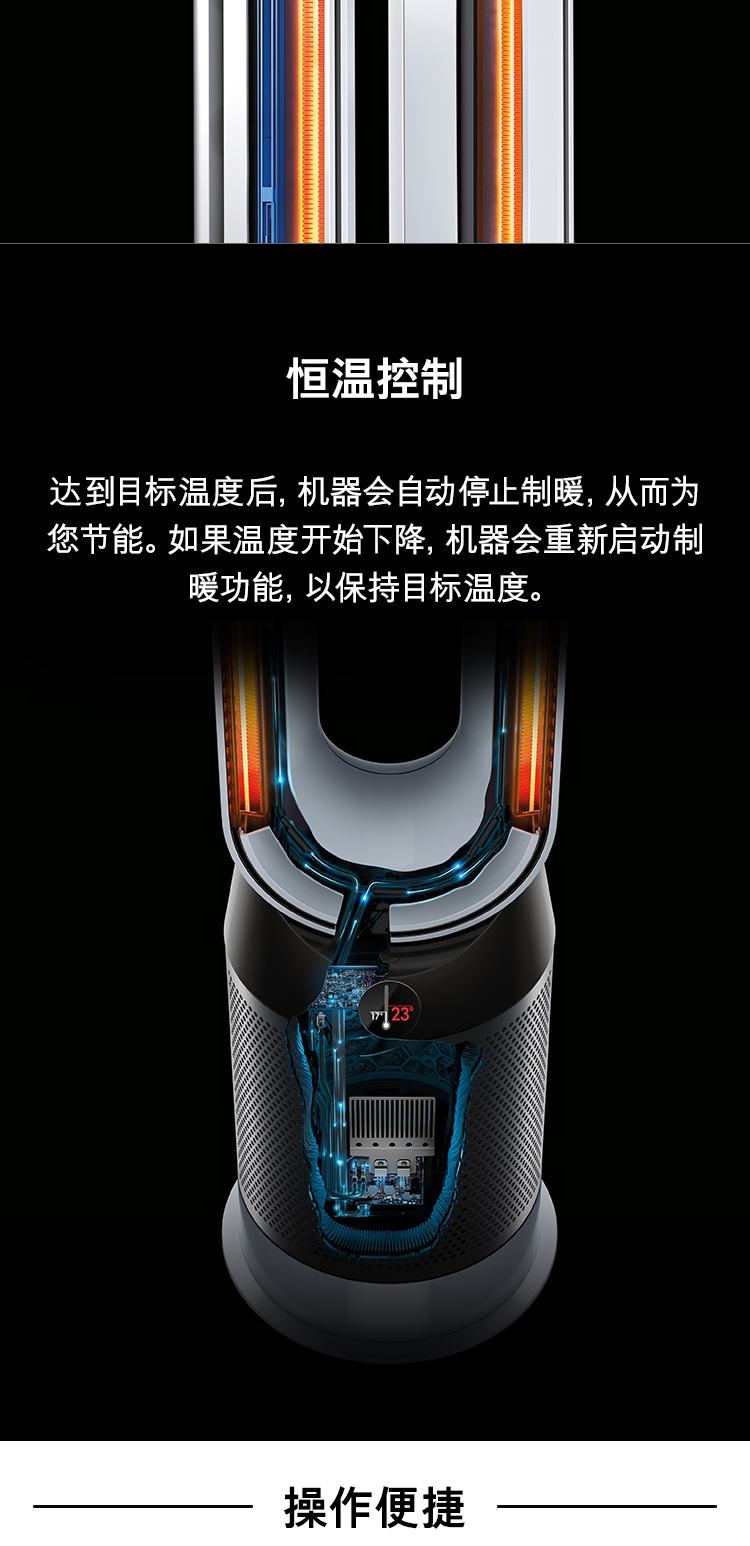 恒温控制
达到目标温度后, 机器会自动停止制暖, 从而为
您节能。如果温度开始下降, 机器会重新启动制
暖功能, 以保持目标温度。
17° 23°
操作便捷